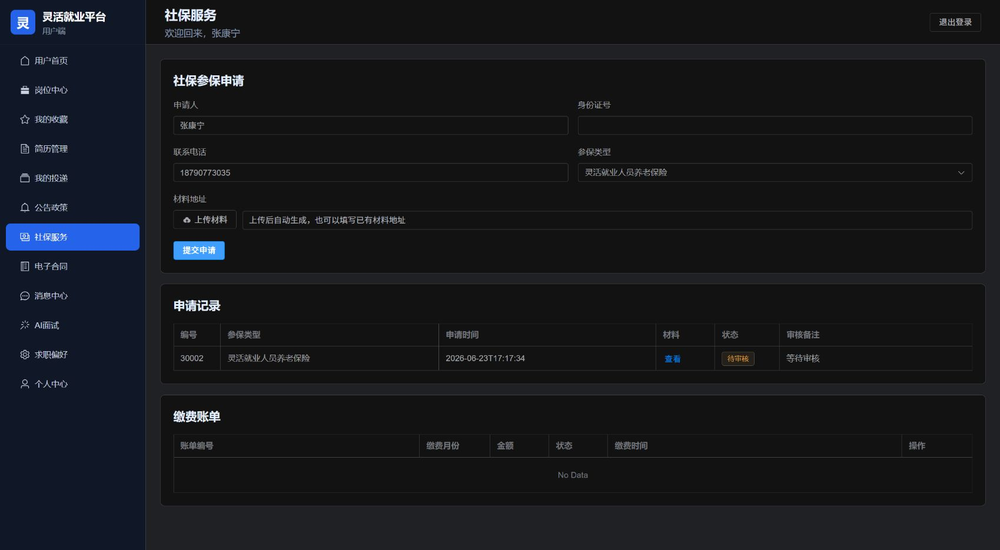 灵
灵活就业平台
用户端
用户首页
岗位中心
我的收藏
简历管理
我的投递
公告政策
社保服务
电子合同
消息中心
AI面试
求职偏好
个人中心
社保服务
欢迎回来，张康宁
退出登录
社保参保申请
申请人
身份证号
张康宁
联系电话
参保类型
18790773035
灵活就业人员养老保险
材料地址
上传材料
上传后自动生成，也可以填写已有材料地址
提交申请
申请记录
编号 参保类型 申请时间 材料 状态 审核备注
30002 灵活就业人员养老保险 2026-06-23T17:17:34 查看 待审核 等待审核
缴费账单
账单编号 缴费月份 金额 状态 缴费时间 操作
No Data